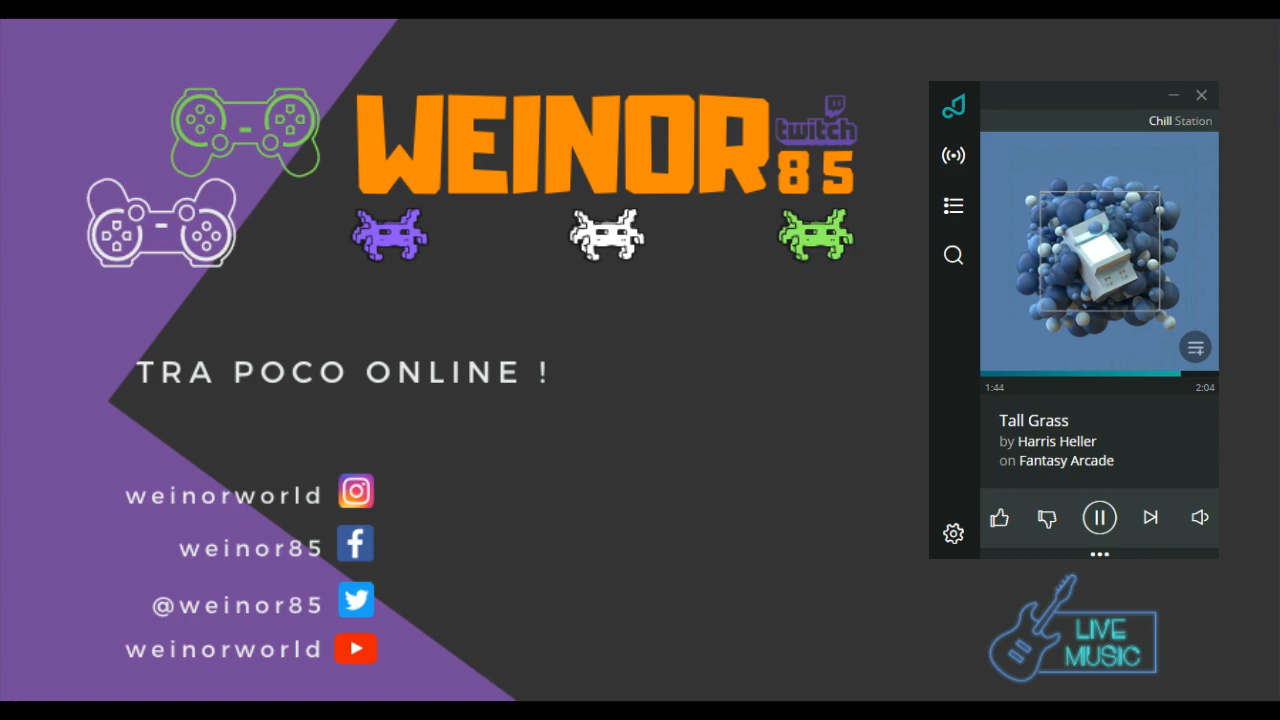 WEINOR
twitch
85
TRA POCO ONLINE !
weinorworld
weinor85
@weinor85
weinorworld
Chill Station
1:44
2:04
Tall Grass
by Harris Heller
on Fantasy Arcade
LIVE
MUSIC